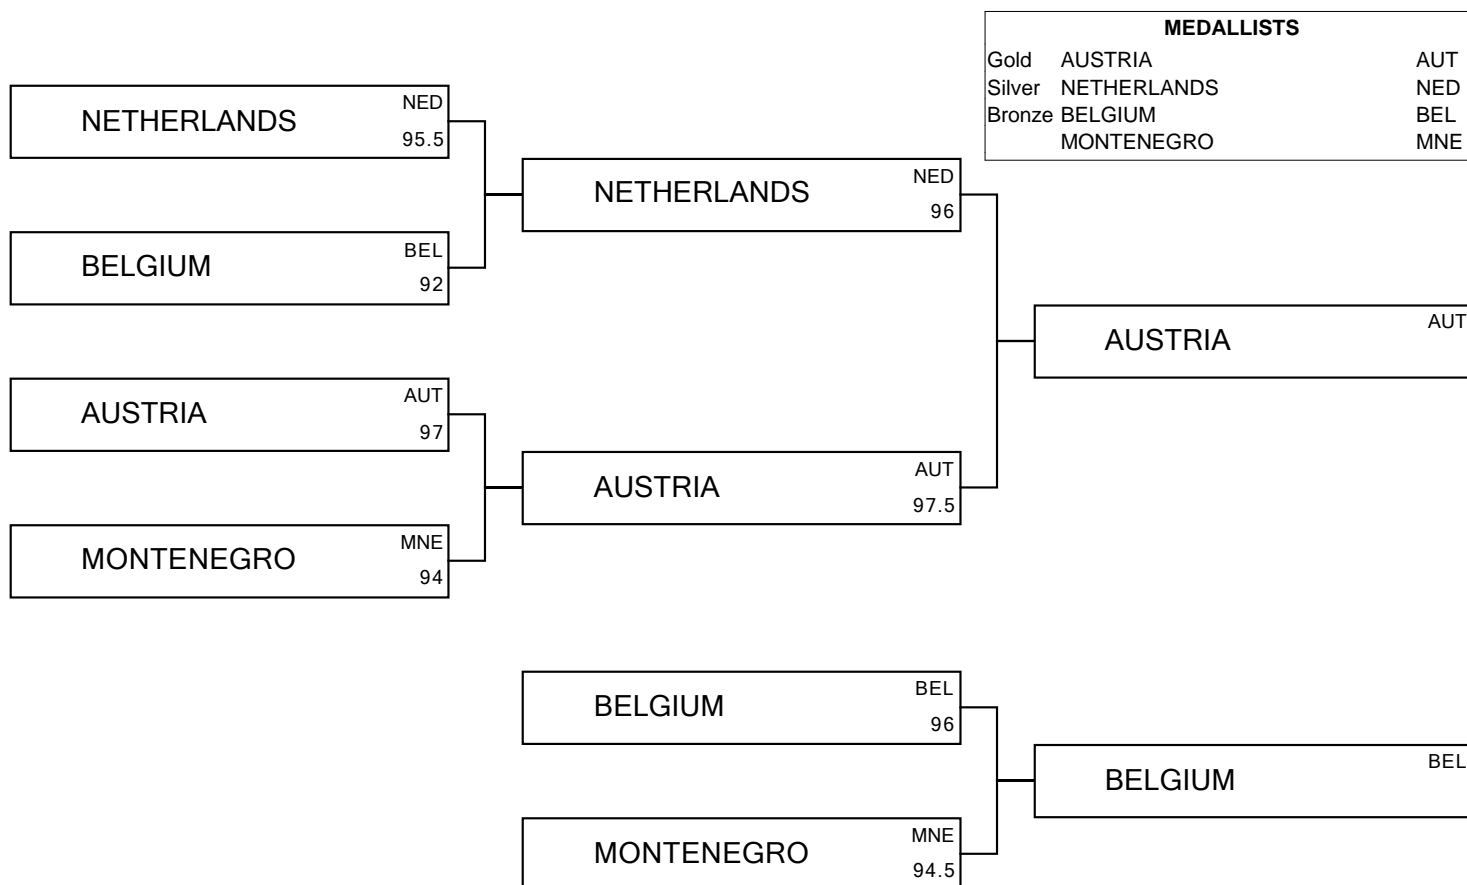 MEDALLISTS
Gold AUSTRIA AUT
Silver NETHERLANDS NED
Bronze BELGIUM BEL
MONTENEGRO MNE
NETHERLANDS NED
95.5
BELGIUM BEL
92
AUSTRIA AUT
97
MONTENEGRO MNE
94
NETHERLANDS NED
96
AUSTRIA AUT
97.5
AUSTRIA AUT
BELGIUM BEL
96
MONTENEGRO MNE
94.5
BELGIUM BEL